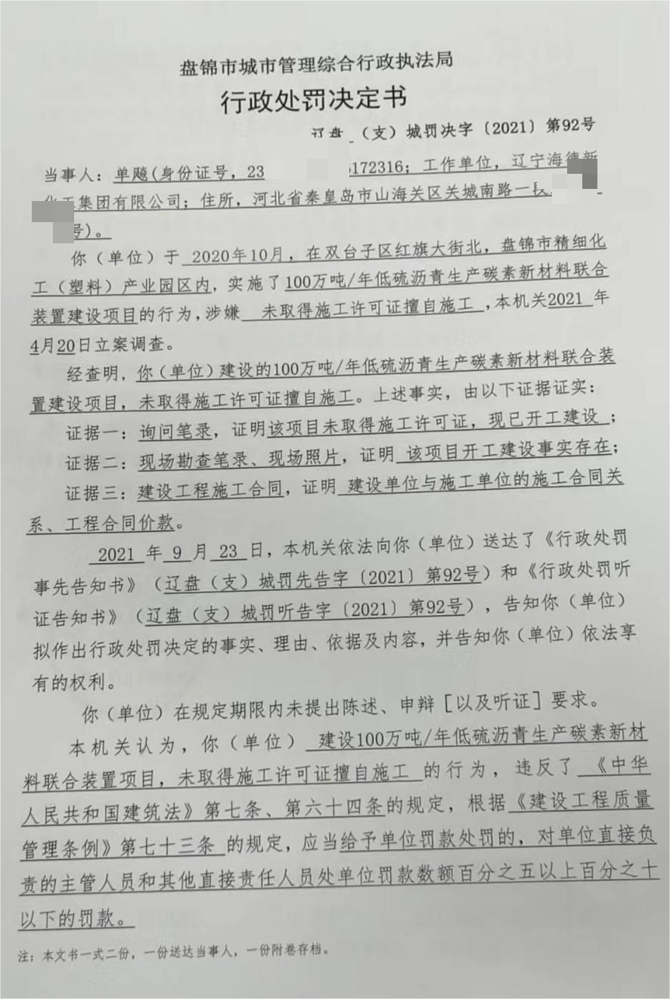 盘锦市城市管理综合行政执法局
行政处罚决定书
辽盘（支）城罚决字〔2021〕第92号
当事人：单飚(身份证号，23 172316；工作单位，辽宁海德新
集团有限公司；住所，河北省秦皇岛市山海关区关城南路一段
号)。
你（单位）于 2020年10月，在双台子区红旗大街北，盘锦市精细化
工（塑料）产业园区内，实施了100万吨/年低硫沥青生产碳素新材料联合
装置建设项目的行为，涉嫌 未取得施工许可证擅自施工，本机关2021 年
4月20日立案调查。
经查明，你（单位）建设的100万吨/年低硫沥青生产碳素新材料联合装
置建设项目，未取得施工许可证擅自施工。上述事实，由以下证据证实：
证据一：询问笔录，证明该项目未取得施工许可证，现已开工建设 ；
证据二：现场勘查笔录、现场照片，证明 该项目开工建设事实存在；
证据三：建设工程施工合同，证明 建设单位与施工单位的施工合同关
系、工程合同价款。
2021 年 9 月 23 日，本机关依法向你（单位）送达了《行政处罚
事先告知书》（辽盘（支）城罚先告字〔2021〕第92号）和《行政处罚听
证告知书》（辽盘（支）城罚听告字〔2021〕第92号），告知你（单位）
拟作出行政处罚决定的事实、理由、依据及内容，并告知你（单位）依法享
有的权利。
你（单位）在规定期限内未提出陈述、申辩［以及听证］要求。
本机关认为，你（单位） 建设100万吨/年低硫沥青生产碳素新材
料联合装置项目，未取得施工许可证擅自施工 的行为，违反了 《中华
人民共和国建筑法》第七条、第六十四条的规定，根据《建设工程质量
管理条例》第七十三条 的规定，应当给予单位罚款处罚的，对单位直接负
责的主管人员和其他直接责任人员处单位罚款数额百分之五以上百分之十
以下的罚款。
注：本文书一式二份，一份送达当事人，一份附卷存档。